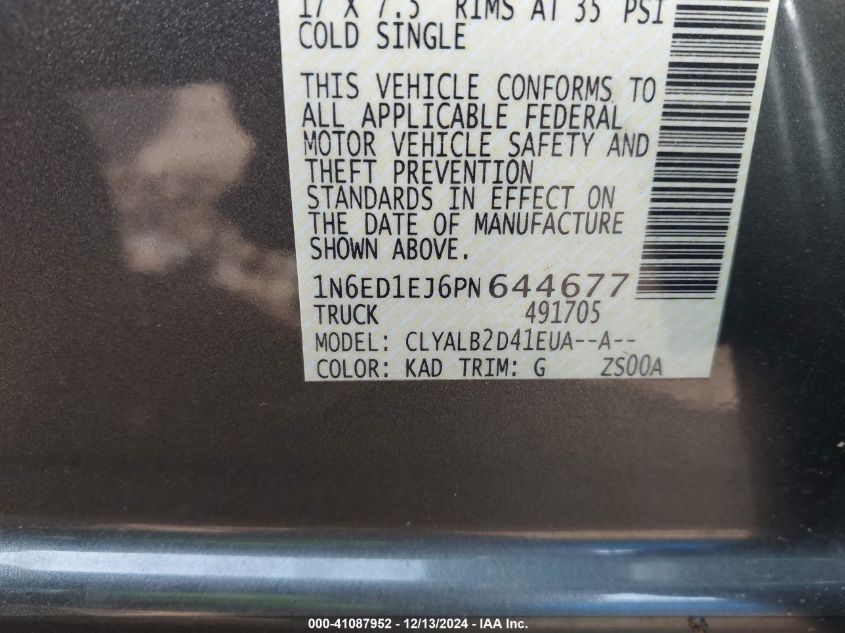 17 X 7.5 RIMS AT 35 PSI
COLD SINGLE
THIS VEHICLE CONFORMS TO
ALL APPLICABLE FEDERAL
MOTOR VEHICLE SAFETY AND
THEFT PREVENTION
STANDARDS IN EFFECT ON
THE DATE OF MANUFACTURE
SHOWN ABOVE.
1N6ED1EJ6PN644677
TRUCK 491705
MODEL: CLYALB2D41EUA--A--
COLOR: KAD TRIM: G ZS00A
000-41087952 - 12/13/2024 - IAA Inc.